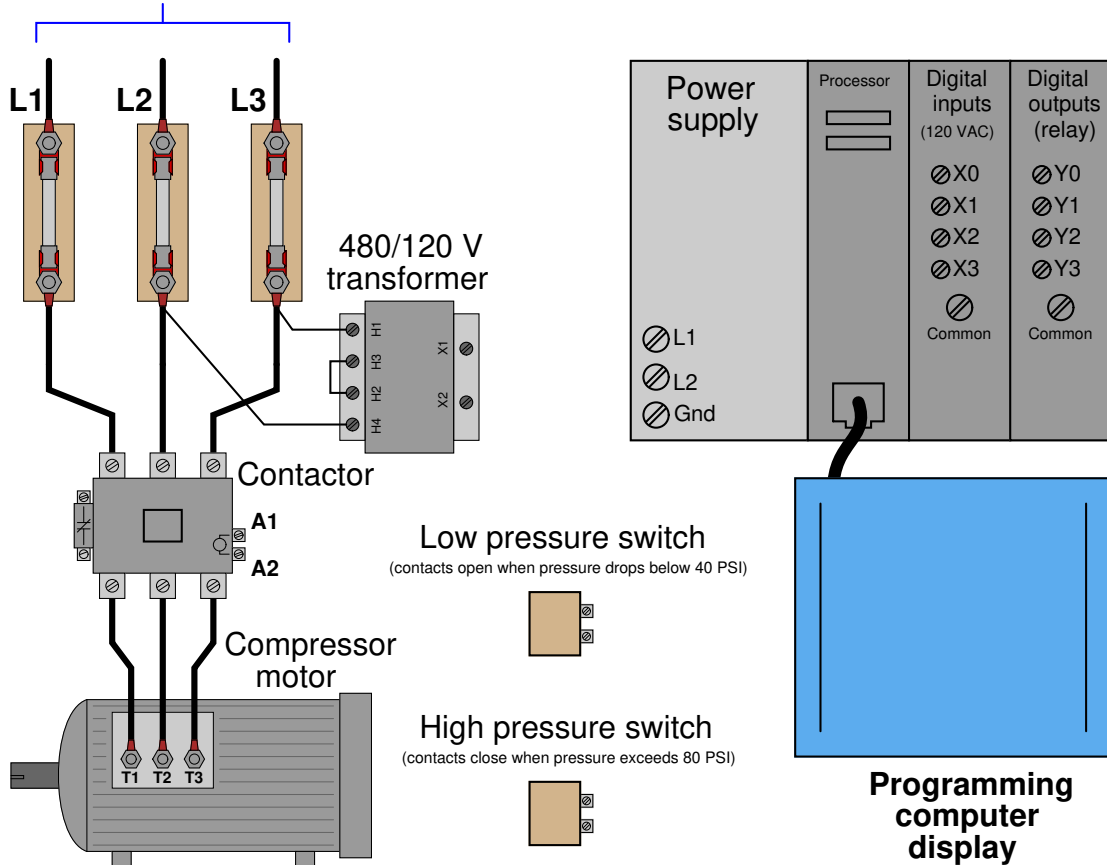 L1
L2
L3
480/120 V
transformer
H1
H3
H2
H4
X1
X2
Contactor
A1
A2
Compressor
motor
T1
T2
T3
Low pressure switch
(contacts open when pressure drops below 40 PSI)
High pressure switch
(contacts close when pressure exceeds 80 PSI)
Power
supply
L1
L2
Gnd
Processor
Digital
inputs
(120 VAC)
X0
X1
X2
X3
Common
Digital
outputs
(relay)
Y0
Y1
Y2
Y3
Common
Programming
computer
display